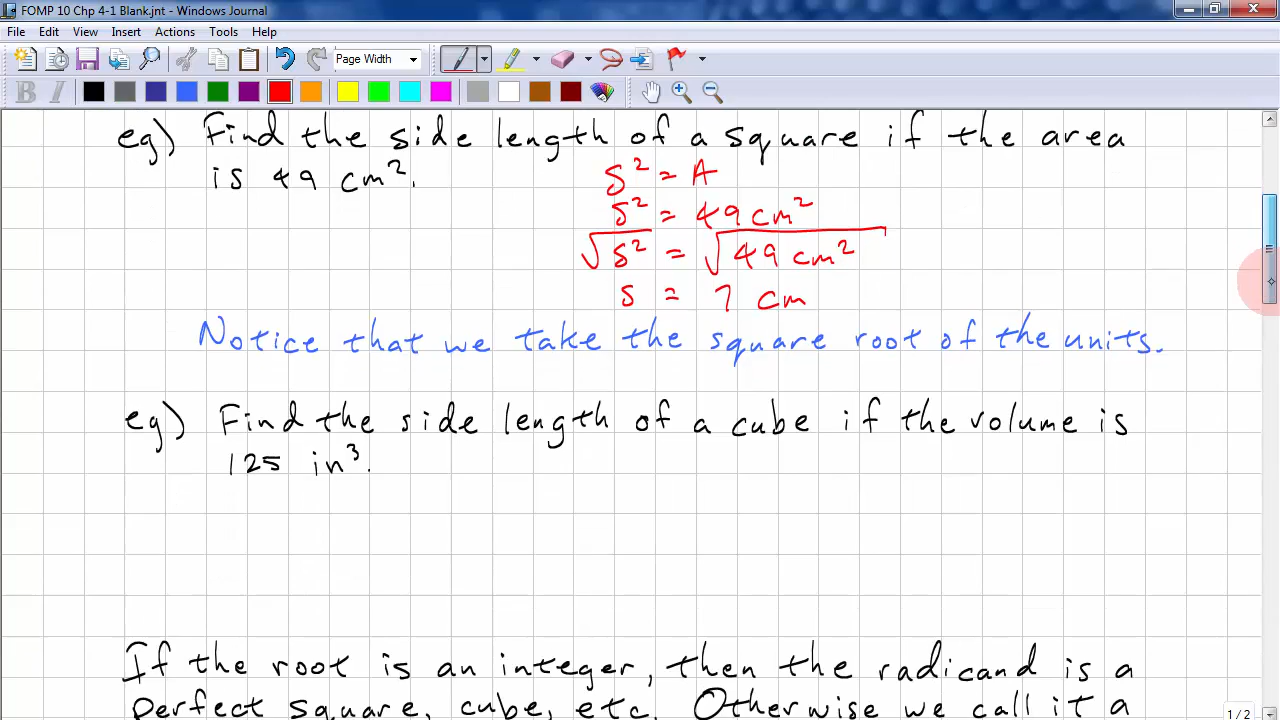 FOMP 10 Chp 4-1 Blank.jnt - Windows Journal
File Edit View Insert Actions Tools Help
Page Width
B I
eg) Find the side length of a square if the area
is 49 cm².
s² = A
s² = 49 cm²
√s² = √49 cm²
s = 7 cm
Notice that we take the square root of the units.
eg) Find the side length of a cube if the volume is
125 in³.
If the root is an integer, then the radicand is a
perfect square, cube, etc. Otherwise we call it a
1/2